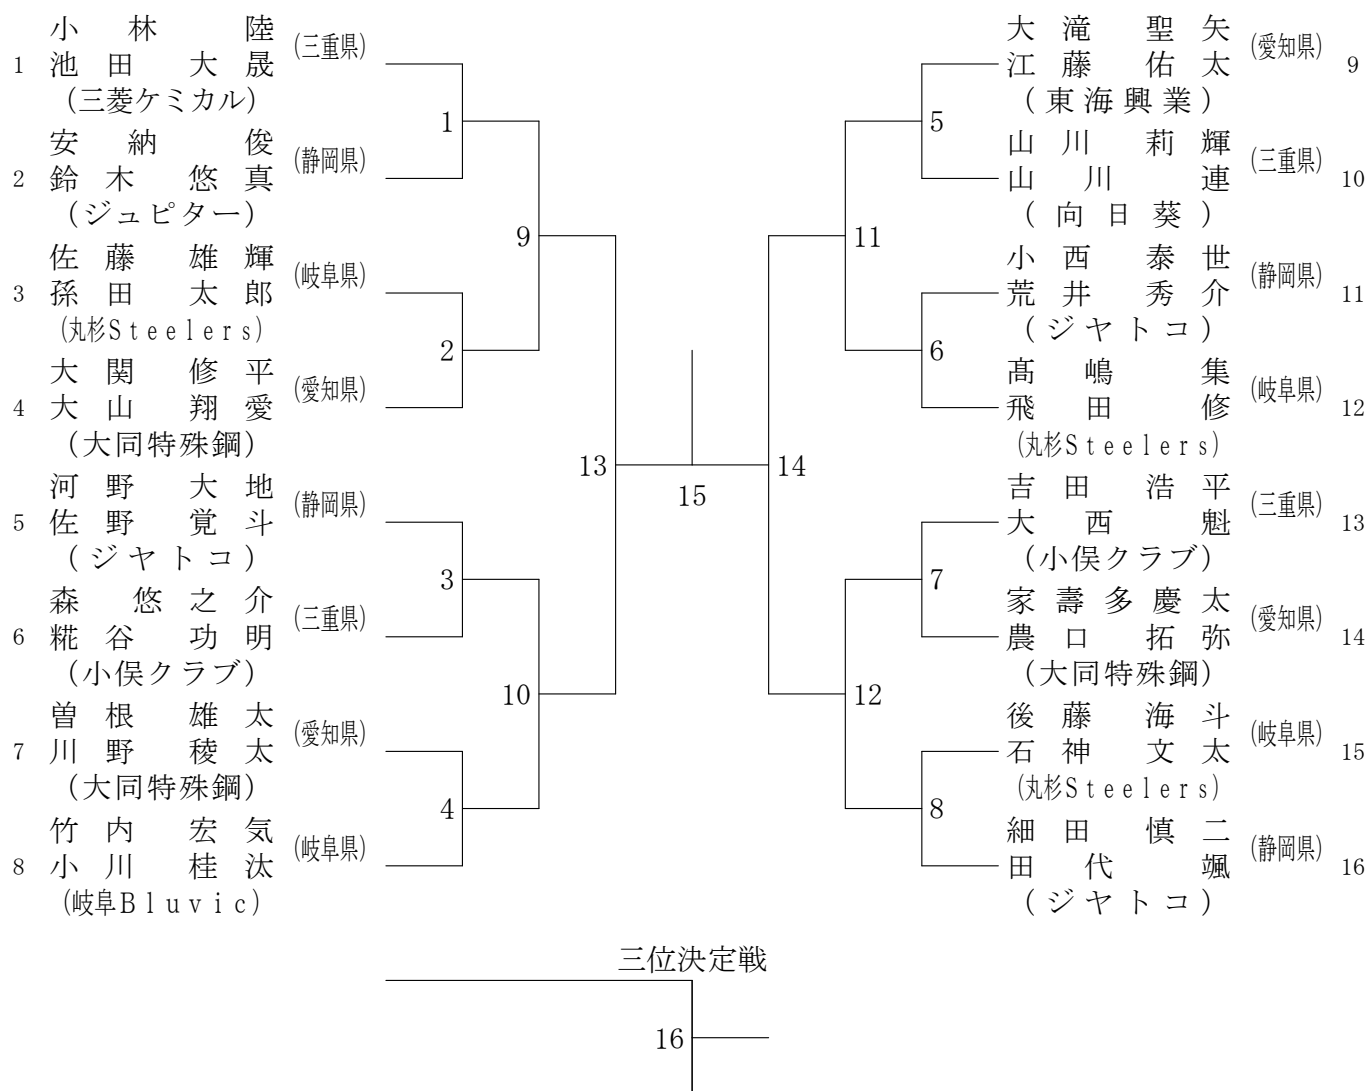 小林 陸 (三重県)
1 池田 大晟
(三菱ケミカル)
安納 俊 (静岡県)
2 鈴木 悠真
(ジュピター)
佐藤 雄輝 (岐阜県)
3 孫田 太郎
(丸杉Steelers)
大関 修平 (愛知県)
4 大山 翔愛
(大同特殊鋼)
河野 大地 (静岡県)
5 佐野 覚斗
(ジヤトコ)
森 悠之介 (三重県)
6 糀谷 功明
(小俣クラブ)
曽根 雄太 (愛知県)
7 川野 稜太
(大同特殊鋼)
竹内 宏気 (岐阜県)
8 小川 桂汰
(岐阜Bluvic)
1
2
3
4
9
10
13
15
14
11
12
5
6
7
8
大滝 聖矢 (愛知県)
江藤 佑太 9
(東海興業)
山川 莉輝 (三重県)
山川 連 10
(向日葵)
小西 泰世 (静岡県)
荒井 秀介 11
(ジヤトコ)
髙嶋 集 (岐阜県)
飛田 修 12
(丸杉Steelers)
吉田 浩平 (三重県)
大西 魁 13
(小俣クラブ)
家壽多 慶太 (愛知県)
農口 拓弥 14
(大同特殊鋼)
後藤 海斗 (岐阜県)
石神 文太 15
(丸杉Steelers)
細田 慎二 (静岡県)
田代 颯 16
(ジヤトコ)
三位決定戦
16